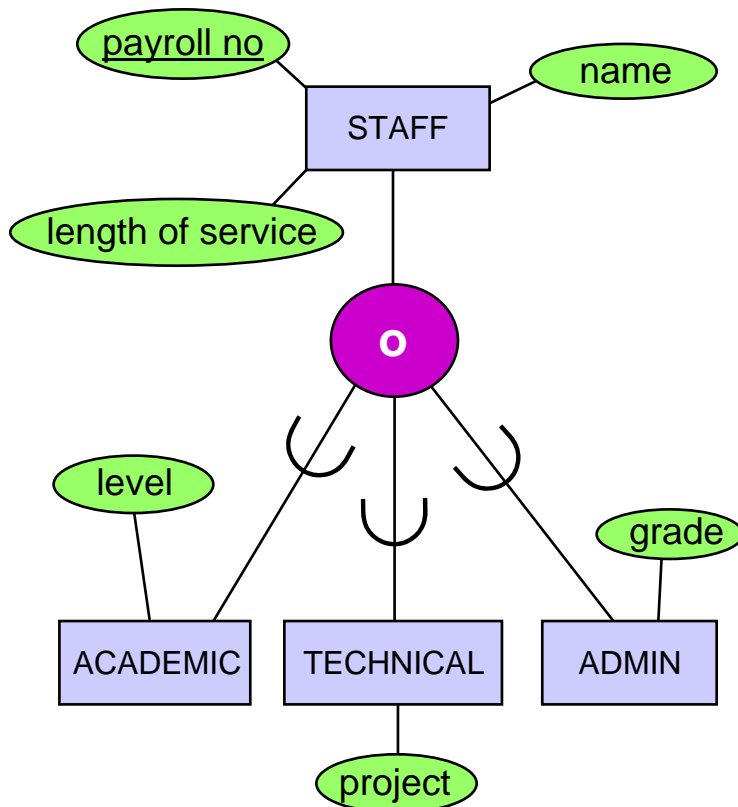 payroll no
name
STAFF
length of service
o
level
grade
ACADEMIC
TECHNICAL
ADMIN
project